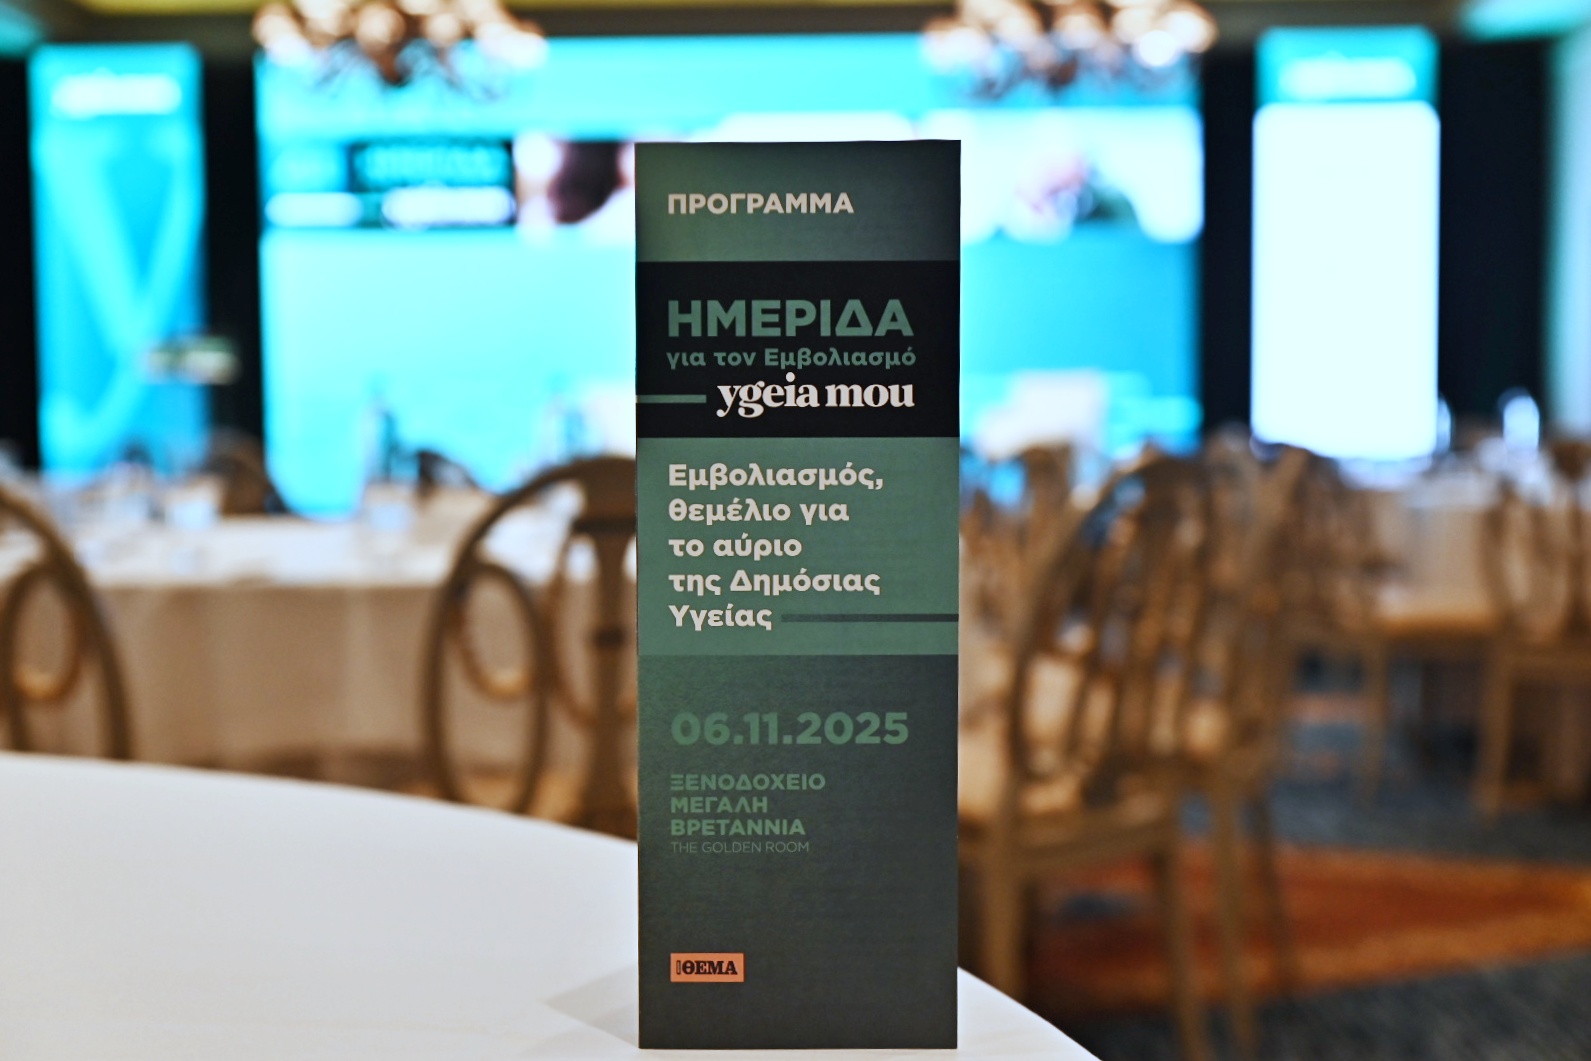 ΠΡΟΓΡΑΜΜΑ
ΗΜΕΡΙΔΑ
για τον Εμβολιασμό
ygeia mou
Εμβολιασμός,
θεμέλιο για
το αύριο
της Δημόσιας
Υγείας
06.11.2025
ΞΕΝΟΔΟΧΕΙΟ
ΜΕΓΑΛΗ
ΒΡΕΤΑΝΝΙΑ
THE GOLDEN ROOM
ΘΕΜΑ